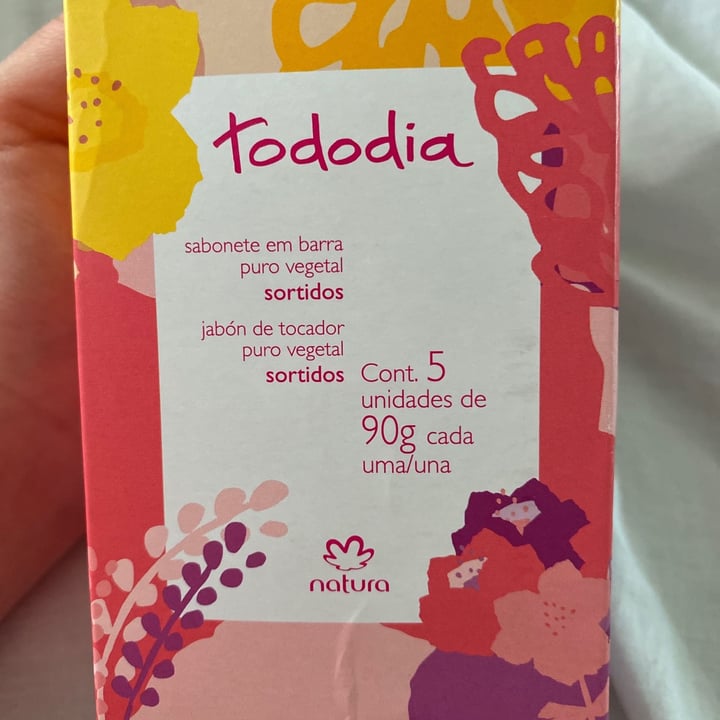 tododia
sabonete em barra
puro vegetal
sortidos
jabón de tocador
puro vegetal
sortidos
Cont. 5
unidades de
90g cada
uma/una
natura